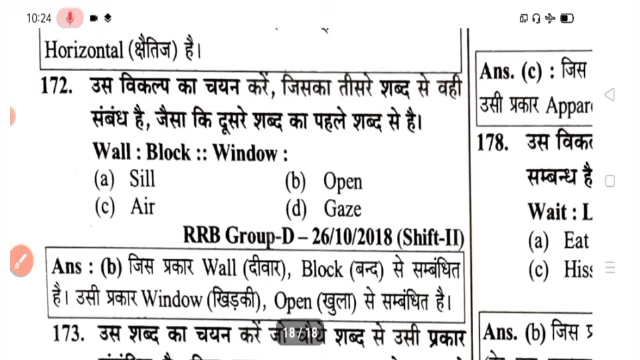 10:24
Horizontal (क्षैतिज) है।
172. उस विकल्प का चयन करें, जिसका तीसरे शब्द से वही
संबंध है, जैसा कि दूसरे शब्द का पहले शब्द से है।
Wall : Block :: Window :
(a) Sill (b) Open
(c) Air (d) Gaze
RRB Group-D – 26/10/2018 (Shift-II)
Ans : (b) जिस प्रकार Wall (दीवार), Block (बन्द) से सम्बंधित
है। उसी प्रकार Window (खिड़की), Open (खुला) से सम्बंधित है।
173. उस शब्द का चयन करें जो शब्द से उसी प्रकार
18/18
Ans. (c) : जिस
उसी प्रकार Appar
178. उस
सम्बन्ध है
Wait : L
(a) Eat
(c) Hiss
Ans. (b) जिस प्र